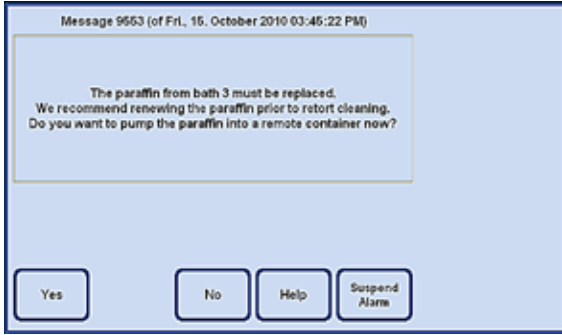 Message 9553 (of Fri., 15. October 2010 03:45:22 PM)
The paraffin from bath 3 must be replaced.
We recommend renewing the paraffin prior to retort cleaning.
Do you want to pump the paraffin into a remote container now?
Yes
No
Help
Suspend
Alarm